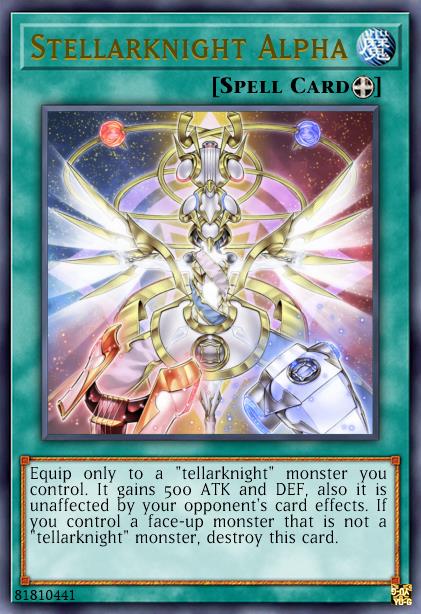 Stellarknight Alpha
魔
[Spell Card]
Equip only to a "tellarknight" monster you
control. It gains 500 ATK and DEF, also it is
unaffected by your opponent's card effects. If
you control a face-up monster that is not a
"tellarknight" monster, destroy this card.
81810441